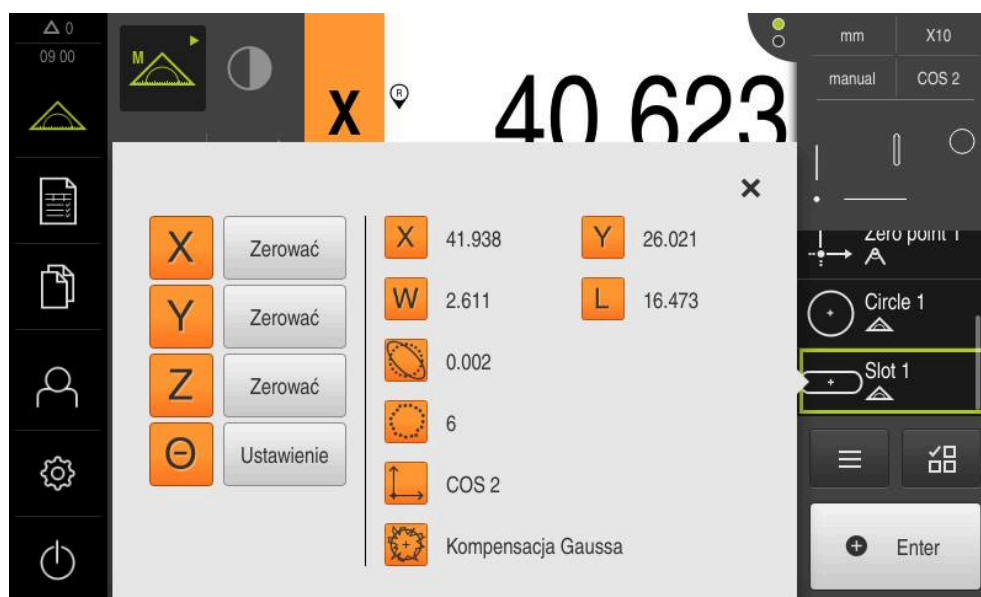 0
09 00
M
X
R
40.623
mm X10
manual COS 2
X Zerować
Y Zerować
Z Zerować
Θ Ustawienie
X 41.938 Y 26.021
W 2.611 L 16.473
0.002
6
COS 2
Kompensacja Gaussa
Zero point 1
Circle 1
Slot 1
Enter